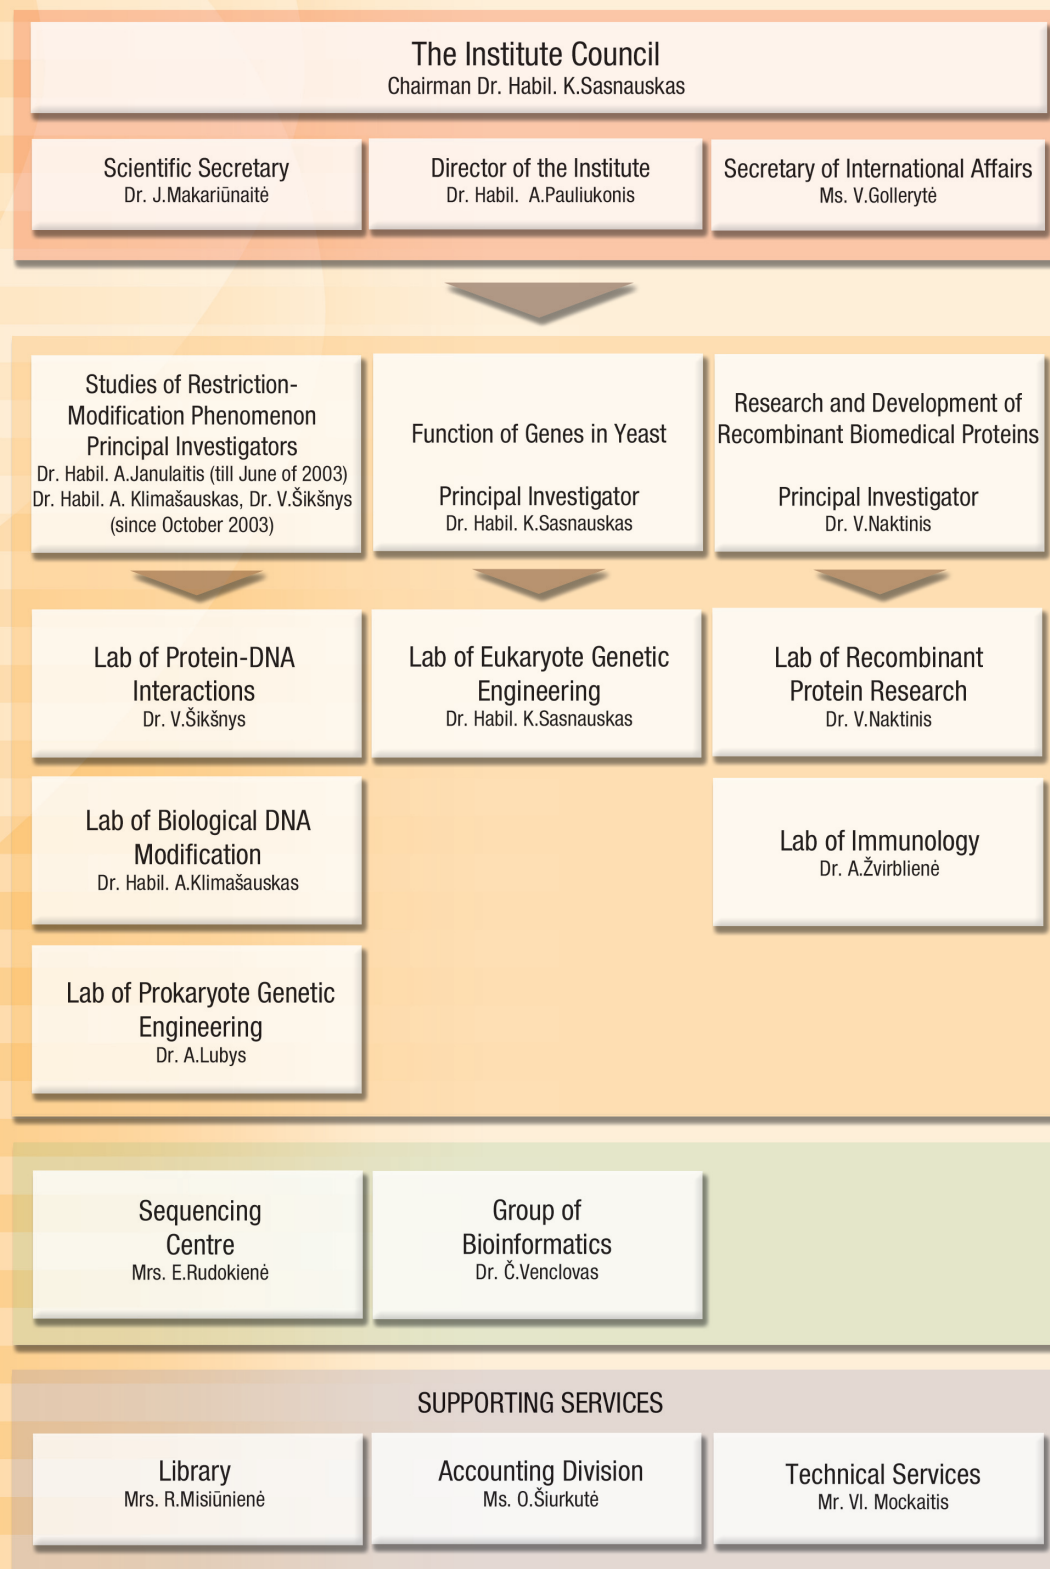 The Institute Council
Chairman Dr. Habil. K.Sasnauskas
Scientific Secretary
Dr. J.Makariūnaitė
Director of the Institute
Dr. Habil. A.Pauliukonis
Secretary of International Affairs
Ms. V.Gollerytė
Studies of Restriction-
Modification Phenomenon
Principal Investigators
Dr. Habil. A.Janulaitis (till June of 2003)
Dr. Habil. A. Klimašauskas, Dr. V.Šikšnys
(since October 2003)
Function of Genes in Yeast
Principal Investigator
Dr. Habil. K.Sasnauskas
Research and Development of
Recombinant Biomedical Proteins
Principal Investigator
Dr. V.Naktinis
Lab of Protein-DNA
Interactions
Dr. V.Šikšnys
Lab of Eukaryote Genetic
Engineering
Dr. Habil. K.Sasnauskas
Lab of Recombinant
Protein Research
Dr. V.Naktinis
Lab of Biological DNA
Modification
Dr. Habil. A.Klimašauskas
Lab of Immunology
Dr. A.Žvirblienė
Lab of Prokaryote Genetic
Engineering
Dr. A.Lubys
Sequencing
Centre
Mrs. E.Rudokienė
Group of
Bioinformatics
Dr. Č.Venclovas
SUPPORTING SERVICES
Library
Mrs. R.Misiūnienė
Accounting Division
Ms. O.Šiurkutė
Technical Services
Mr. Vl. Mockaitis